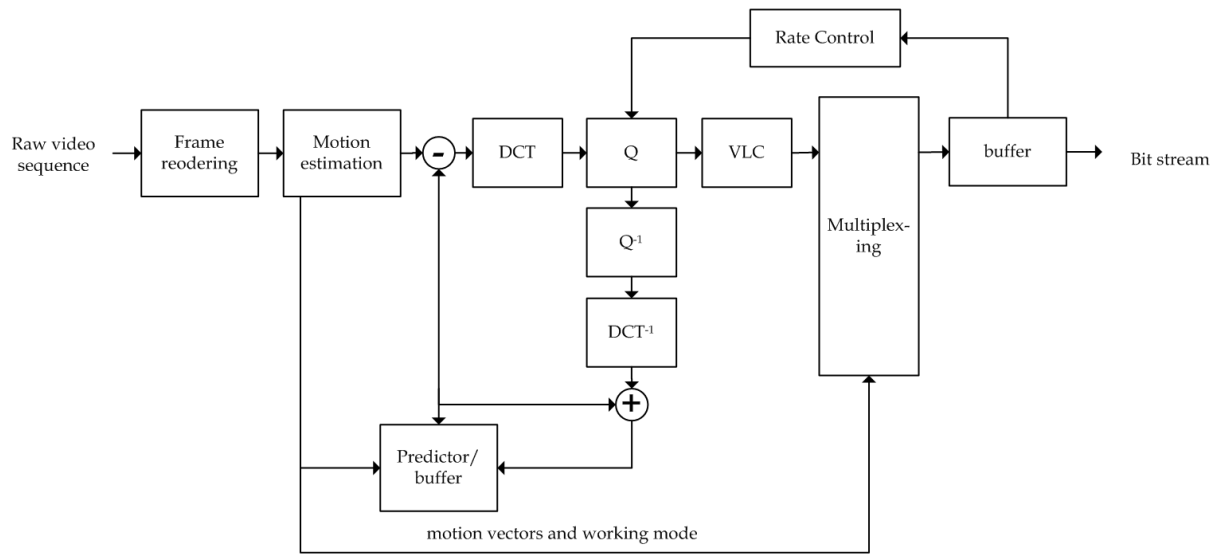 Rate Control
Raw video
sequence
Frame
reodering
Motion
estimation
-
DCT
Q
VLC
Multiplex-
ing
buffer
Bit stream
Q-1
DCT-1
+
Predictor/
buffer
motion vectors and working mode